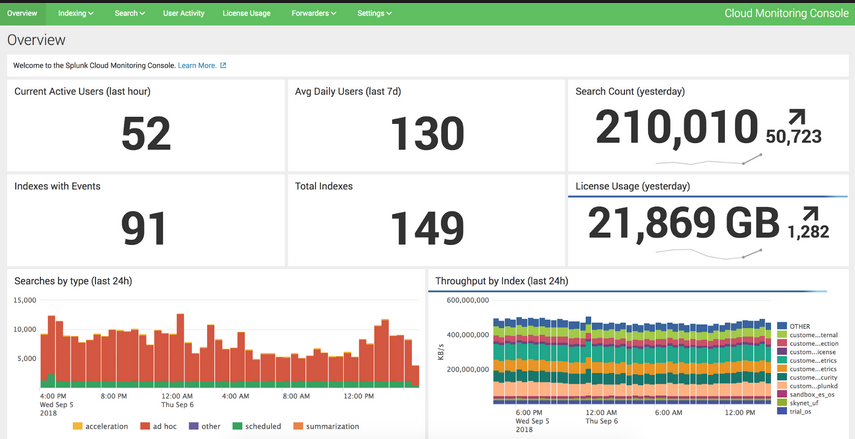 Overview Indexing Search User Activity License Usage Forwarders Settings Cloud Monitoring Console
Overview
Welcome to the Splunk Cloud Monitoring Console. Learn More.
Current Active Users (last hour)
52
Avg Daily Users (last 7d)
130
Search Count (yesterday)
210,010
50,723
Indexes with Events
91
Total Indexes
149
License Usage (yesterday)
21,869 GB
1,282
Searches by type (last 24h)
15,000
10,000
5,000
4:00 PM 8:00 PM 12:00 AM 4:00 AM 8:00 AM 12:00 PM
Wed Sep 5 Thu Sep 6
2018
acceleration ad hoc other scheduled summarization
Throughput by Index (last 24h)
600,000,000
400,000,000
200,000,000
KB/s
6:00 PM 12:00 AM 6:00 AM 12:00 PM
Wed Sep 5 Thu Sep 6
2018
OTHER
custome...ternal
custome...ection
custom...icense
custome...etrics
custome...etrics
custome...curity
custom...plunkd
sandbox_es_os
skynet_uf
trial_os